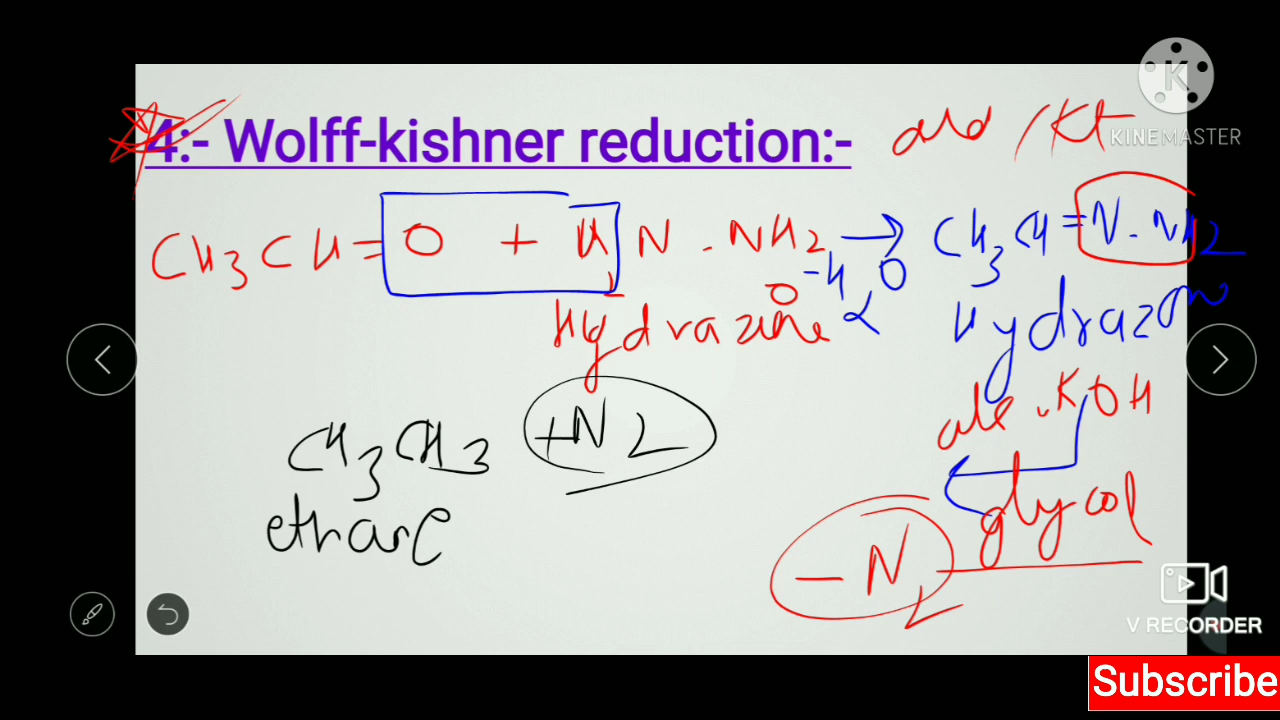 4:- Wolff-kishner reduction:- ald / Kt
KINEMASTER
CH3CH=O + H2N-NH2 → CH3CH=N-NH2
-H2O
Hydrazine
Hydrazone
alc.KOH
glycol
-N2
CH3CH3 +N2
ethane
V RECORDER
Subscribe